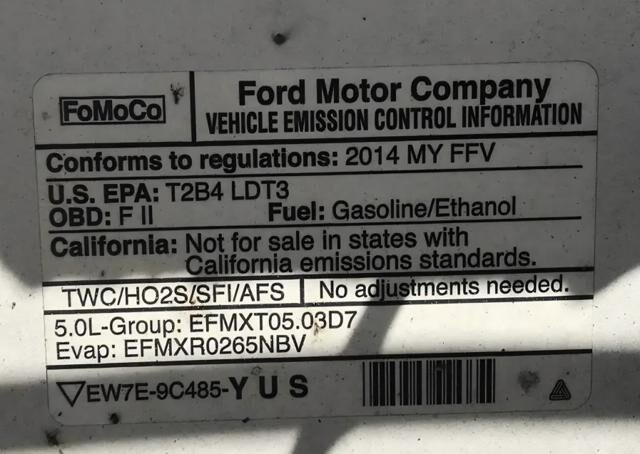 FoMoCo
Ford Motor Company
VEHICLE EMISSION CONTROL INFORMATION
Conforms to regulations: 2014 MY FFV
U.S. EPA: T2B4 LDT3
OBD: F II Fuel: Gasoline/Ethanol
California: Not for sale in states with
California emissions standards.
TWC/HO2S/SFI/AFS No adjustments needed.
5.0L-Group: EFMXT05.03D7
Evap: EFMXR0265NBV
EW7E-9C485-Y U S